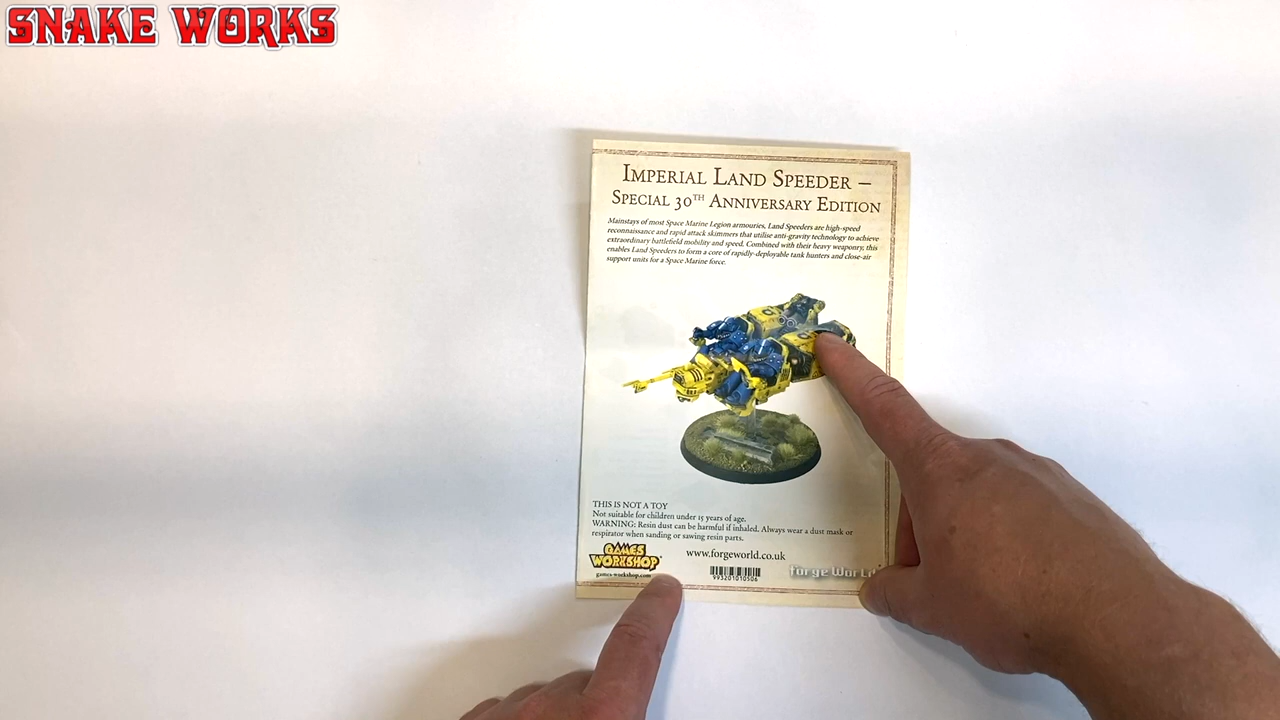 SNAKE WORKS
IMPERIAL LAND SPEEDER –
SPECIAL 30TH ANNIVERSARY EDITION
Mainstays of most Space Marine Legion armouries, Land Speeders are high-speed
reconnaissance and rapid attack skimmers that utilise anti-gravity technology to achieve
extraordinary battlefield mobility and speed. Combined with their heavy weaponry, this
enables Land Speeders to form a core of rapidly-deployable tank hunters and close-air
support units for a Space Marine force.
THIS IS NOT A TOY
Not suitable for children under 15 years of age.
WARNING: Resin dust can be harmful if inhaled. Always wear a dust mask or
respirator when sanding or sawing resin parts.
GAMES
WORKSHOP
games-workshop.com
www.forgeworld.co.uk
993201010506
forge World